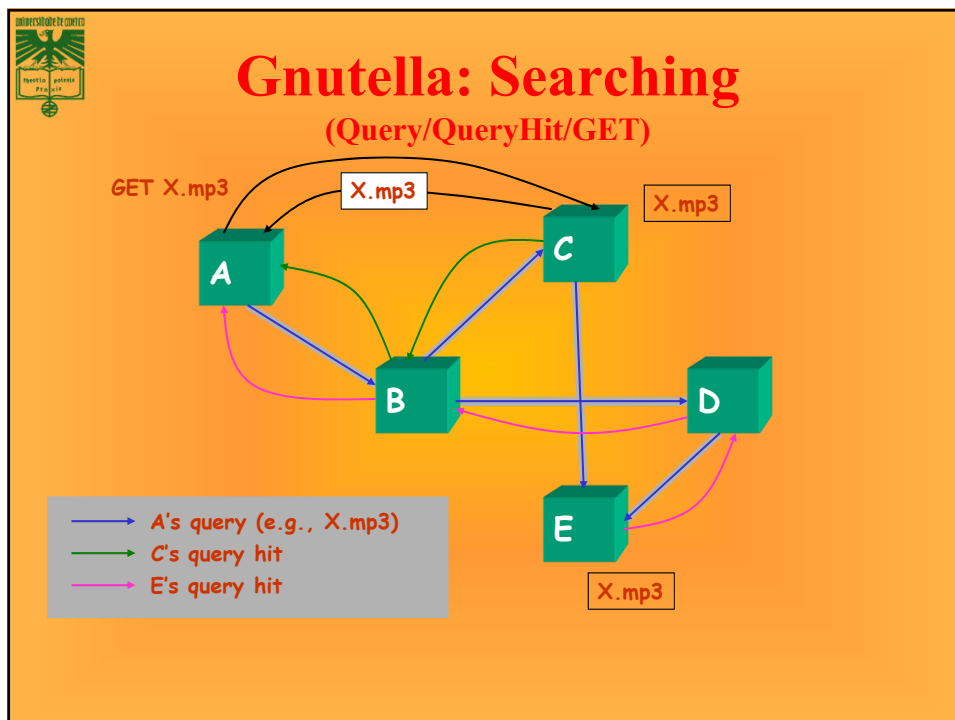 Gnutella: Searching
(Query/QueryHit/GET)
GET X.mp3
X.mp3
X.mp3
A
C
B
D
E
A's query (e.g., X.mp3)
C's query hit
E's query hit
X.mp3